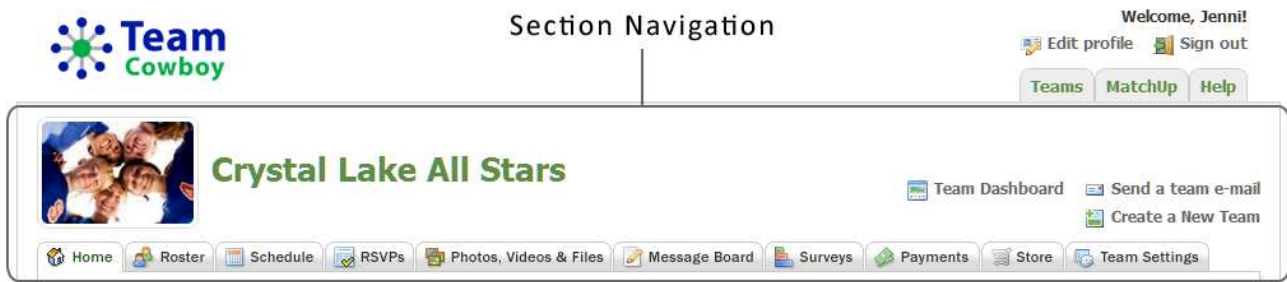 Team
Cowboy
Section Navigation
Welcome, Jenni!
Edit profile Sign out
Teams MatchUp Help
Crystal Lake All Stars
Team Dashboard Send a team e-mail
Create a New Team
Home Roster Schedule RSVPs Photos, Videos & Files Message Board Surveys Payments Store Team Settings